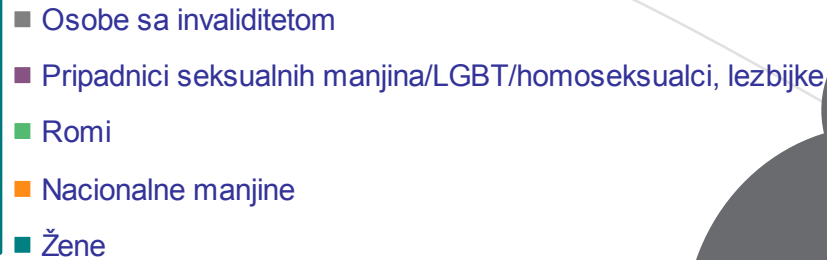 Osobe sa invaliditetom
Pripadnici seksualnih manjina/LGBT/homoseksualci, lezbijke
Romi
Nacionalne manjine
Žene